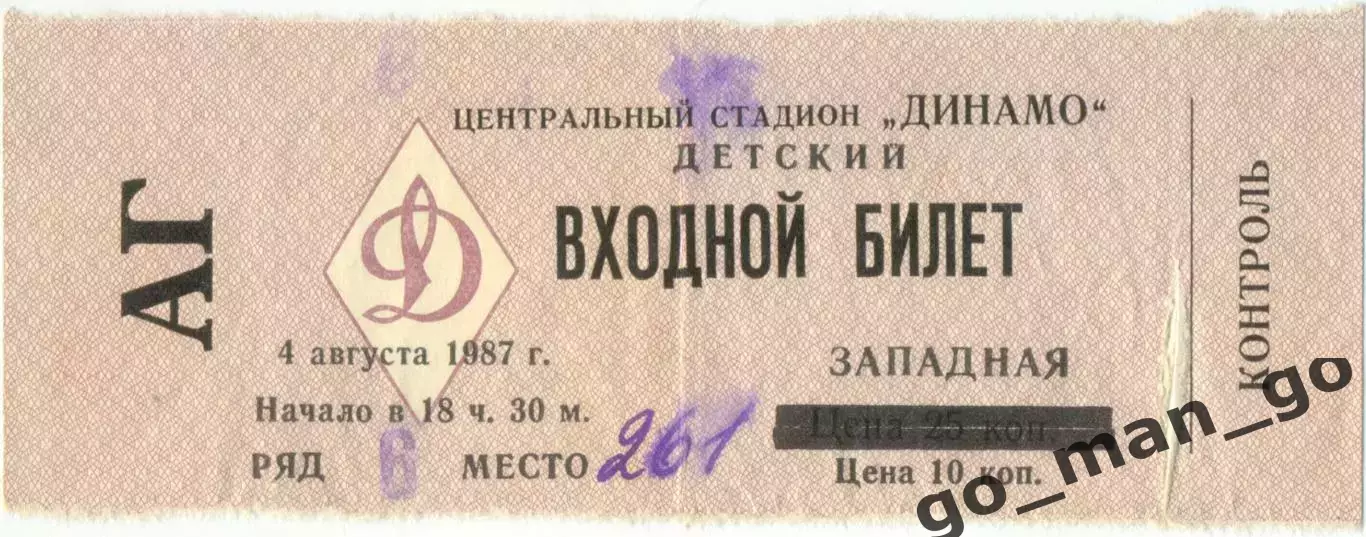 АГ
ЦЕНТРАЛЬНЫЙ СТАДИОН „ДИНАМО“
ДЕТСКИЙ
ВХОДНОЙ БИЛЕТ
Д
4 августа 1987 г.
ЗАПАДНАЯ
Начало в 18 ч. 30 м.
Цена 25 коп.
РЯД 6 МЕСТО 261
Цена 10 коп.
КОНТРОЛЬ
go_man_go
go_man_go